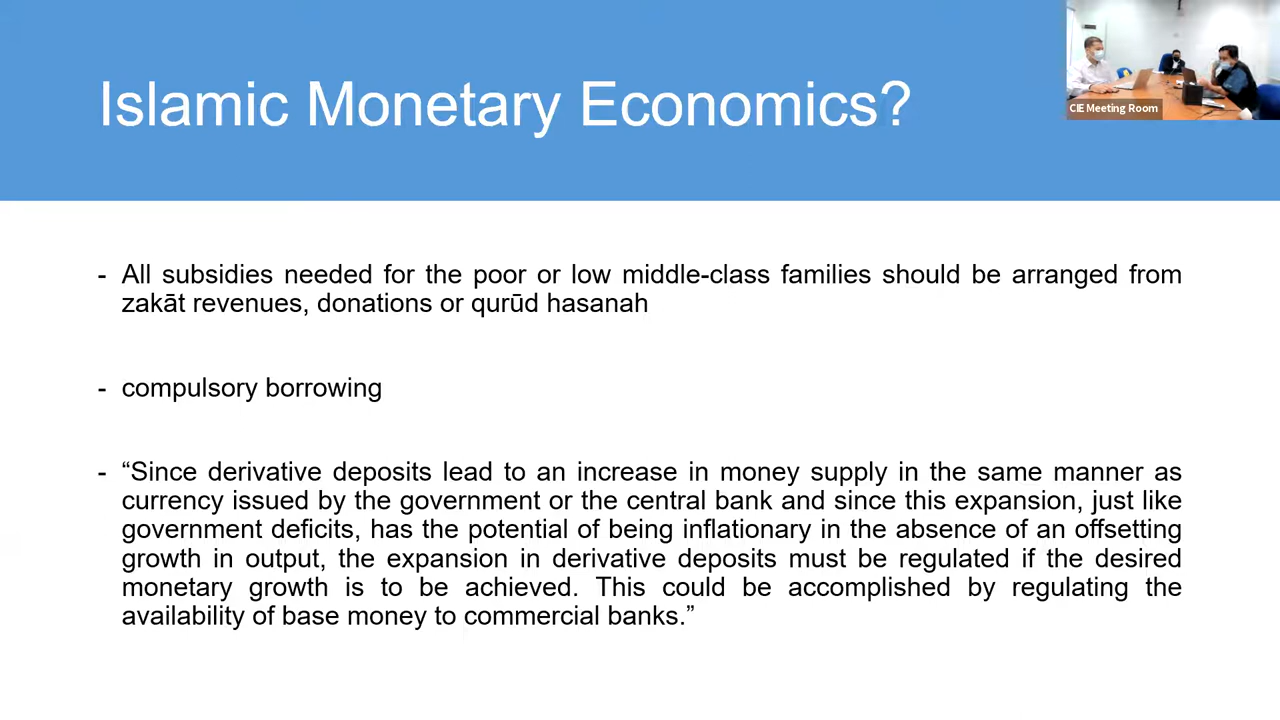 Islamic Monetary Economics?
CIE Meeting Room
- All subsidies needed for the poor or low middle-class families should be arranged from
zakāt revenues, donations or qurūd hasanah
- compulsory borrowing
- “Since derivative deposits lead to an increase in money supply in the same manner as
currency issued by the government or the central bank and since this expansion, just like
government deficits, has the potential of being inflationary in the absence of an offsetting
growth in output, the expansion in derivative deposits must be regulated if the desired
monetary growth is to be achieved. This could be accomplished by regulating the
availability of base money to commercial banks.”